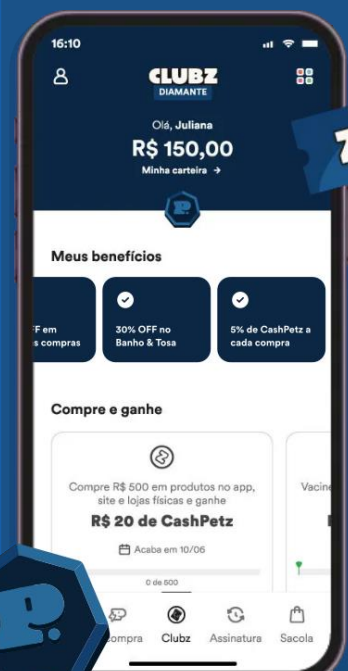 16:10
CLUBZ
DIAMANTE
Olá, Juliana
R$ 150,00
Minha carteira →
P.
Meus benefícios
em
compras
30% OFF no
Banho & Tosa
5% de CashPetz a
cada compra
Compre e ganhe
Compre R$ 500 em produtos no app,
site e lojas físicas e ganhe
R$ 20 de CashPetz
Acaba em 10/06
0 de 500
Clubz
Assinatura
Sacola
P.